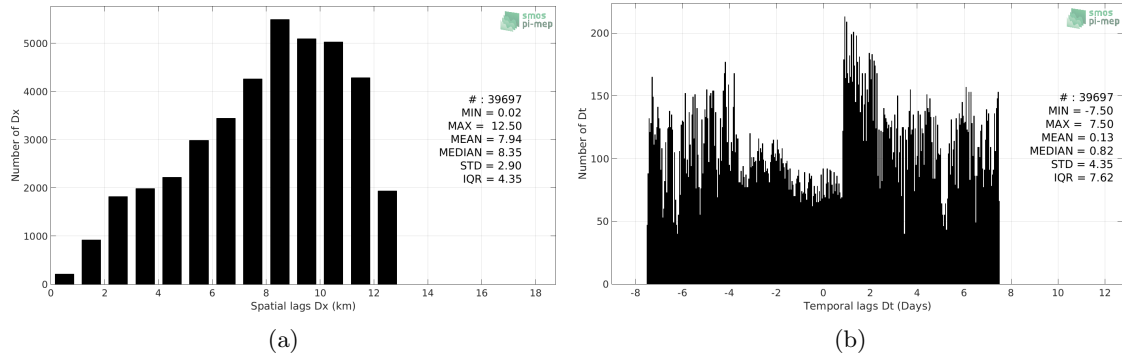 smos
pi-mep
5000
4000
3000
2000
1000
0
Number of Dx
# : 39697
MIN = 0.02
MAX = 12.50
MEAN = 7.94
MEDIAN = 8.35
STD = 2.90
IQR = 4.35
0 2 4 6 8 10 12 14 16 18
Spatial lags Dx (km)
(a)
smos
pi-mep
200
150
100
50
0
Number of Dt
# : 39697
MIN = -7.50
MAX = 7.50
MEAN = 0.13
MEDIAN = 0.82
STD = 4.35
IQR = 7.62
-8 -6 -4 -2 0 2 4 6 8 10 12
Temporal lags Dt (Days)
(b)